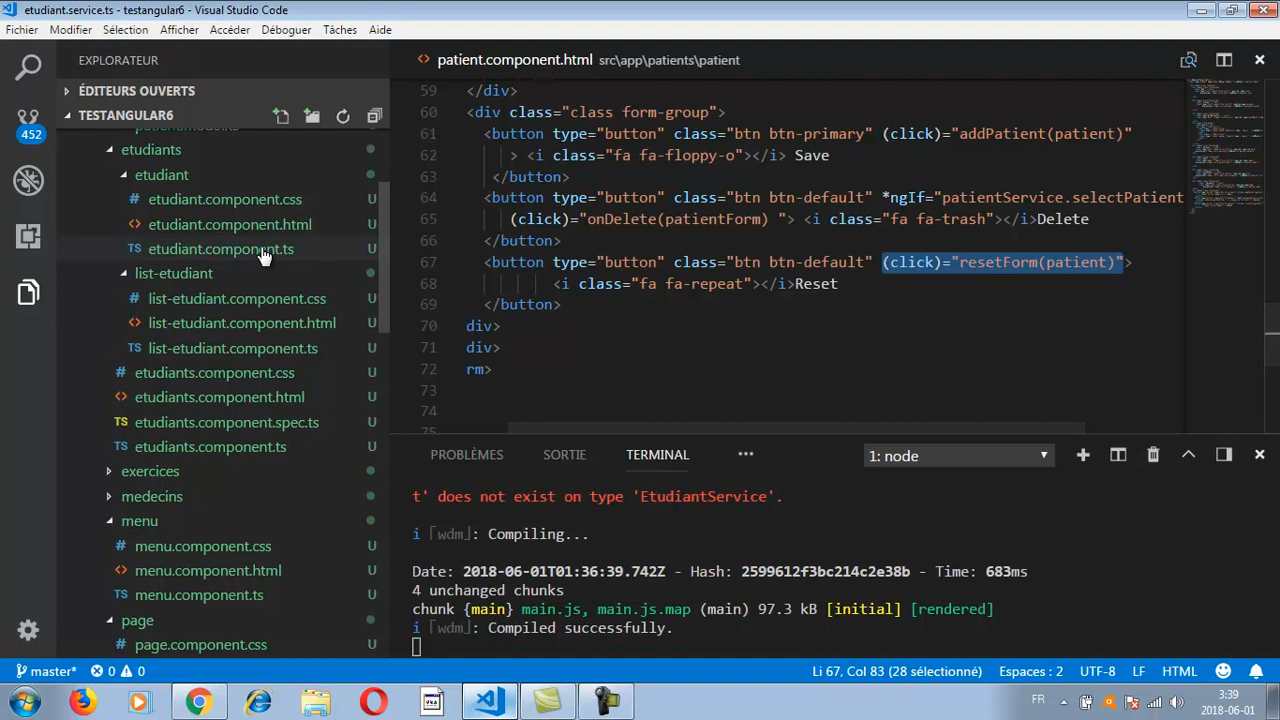 etudiant.service.ts - testangular6 - Visual Studio Code
Fichier Modifier Sélection Afficher Accéder Déboguer Tâches Aide
EXPLORATEUR
ÉDITEURS OUVERTS
TESTANGULAR6
etudiants
etudiant
# etudiant.component.css U
<> etudiant.component.html U
TS etudiant.component.ts U
list-etudiant
# list-etudiant.component.css U
<> list-etudiant.component.html U
TS list-etudiant.component.ts U
# etudiants.component.css U
<> etudiants.component.html U
TS etudiants.component.spec.ts U
TS etudiants.component.ts U
exercices
medecins
menu
# menu.component.css U
<> menu.component.html U
TS menu.component.ts U
page
# page.component.css U
452
<> patient.component.html src\app\patients\patient
59 </div>
60 <div class="class form-group">
61 <button type="button" class="btn btn-primary" (click)="addPatient(patient)"
62 > <i class="fa fa-floppy-o"></i> Save
63 </button>
64 <button type="button" class="btn btn-default" *ngIf="patientService.selectPatient
65 (click)="onDelete(patientForm) "> <i class="fa fa-trash"></i>Delete
66 </button>
67 <button type="button" class="btn btn-default" (click)="resetForm(patient)">
68 <i class="fa fa-repeat"></i>Reset
69 </button>
70 div>
71 div>
72 rm>
73
74
75
PROBLÈMES SORTIE TERMINAL ••• 1: node
t' does not exist on type 'EtudiantService'.
i ｢wdm｣: Compiling...
Date: 2018-06-01T01:36:39.742Z - Hash: 2599612f3bc214c2e38b - Time: 683ms
4 unchanged chunks
chunk {main} main.js, main.js.map (main) 97.3 kB [initial] [rendered]
i ｢wdm｣: Compiled successfully.
master* 0 0 Li 67, Col 83 (28 sélectionné) Espaces : 2 UTF-8 LF HTML
FR 3:39
2018-06-01